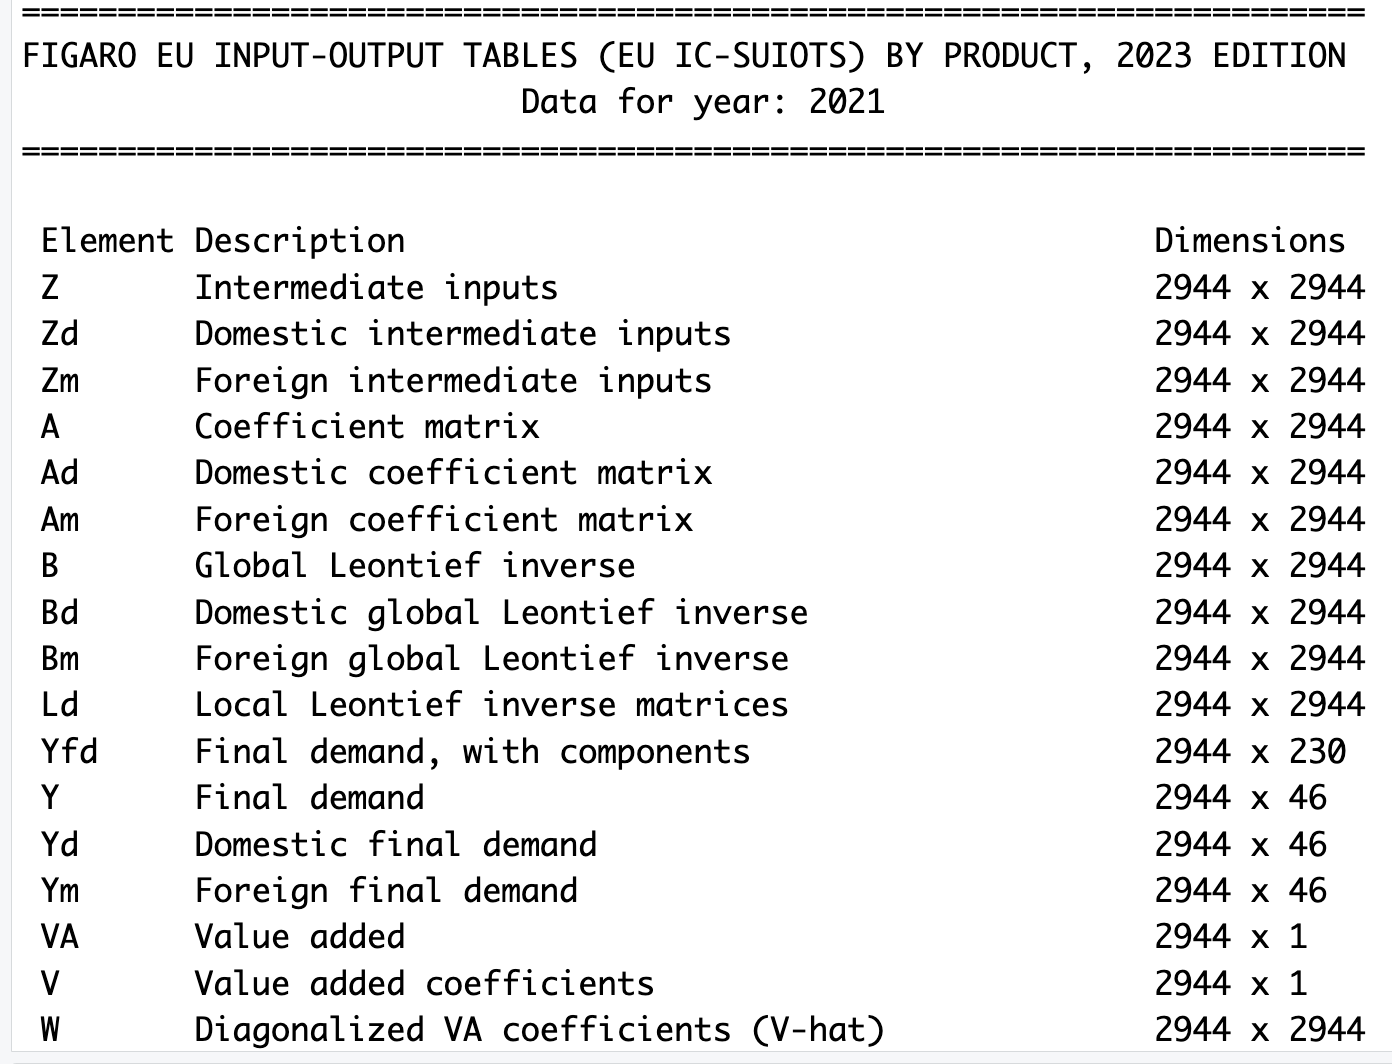 ======================================================================
FIGARO EU INPUT-OUTPUT TABLES (EU IC-SUIOTS) BY PRODUCT, 2023 EDITION
Data for year: 2021
======================================================================
Element Description Dimensions
Z Intermediate inputs 2944 x 2944
Zd Domestic intermediate inputs 2944 x 2944
Zm Foreign intermediate inputs 2944 x 2944
A Coefficient matrix 2944 x 2944
Ad Domestic coefficient matrix 2944 x 2944
Am Foreign coefficient matrix 2944 x 2944
B Global Leontief inverse 2944 x 2944
Bd Domestic global Leontief inverse 2944 x 2944
Bm Foreign global Leontief inverse 2944 x 2944
Ld Local Leontief inverse matrices 2944 x 2944
Yfd Final demand, with components 2944 x 230
Y Final demand 2944 x 46
Yd Domestic final demand 2944 x 46
Ym Foreign final demand 2944 x 46
VA Value added 2944 x 1
V Value added coefficients 2944 x 1
W Diagonalized VA coefficients (V-hat) 2944 x 2944